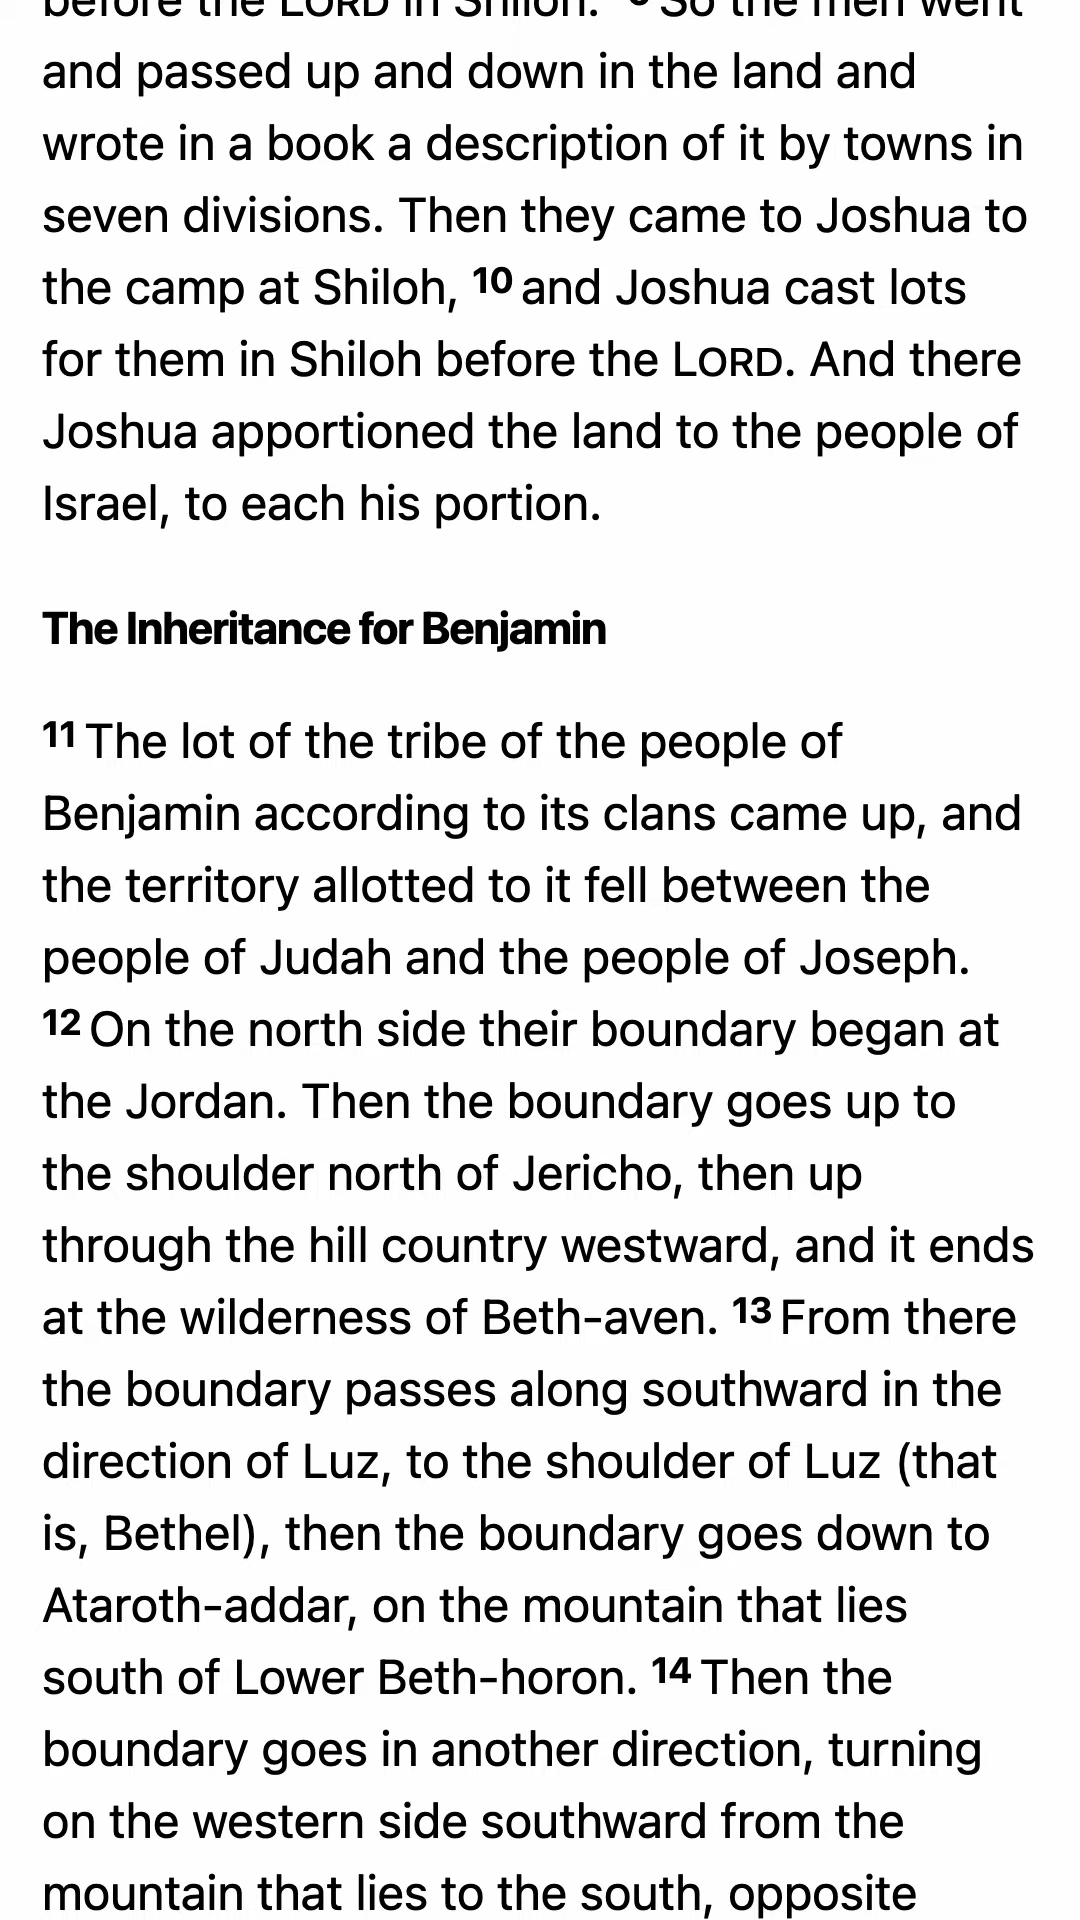 before the LORD in Shiloh." 9 So the men went
and passed up and down in the land and
wrote in a book a description of it by towns in
seven divisions. Then they came to Joshua to
the camp at Shiloh, 10 and Joshua cast lots
for them in Shiloh before the LORD. And there
Joshua apportioned the land to the people of
Israel, to each his portion.
The Inheritance for Benjamin
11 The lot of the tribe of the people of
Benjamin according to its clans came up, and
the territory allotted to it fell between the
people of Judah and the people of Joseph.
12 On the north side their boundary began at
the Jordan. Then the boundary goes up to
the shoulder north of Jericho, then up
through the hill country westward, and it ends
at the wilderness of Beth-aven. 13 From there
the boundary passes along southward in the
direction of Luz, to the shoulder of Luz (that
is, Bethel), then the boundary goes down to
Ataroth-addar, on the mountain that lies
south of Lower Beth-horon. 14 Then the
boundary goes in another direction, turning
on the western side southward from the
mountain that lies to the south, opposite